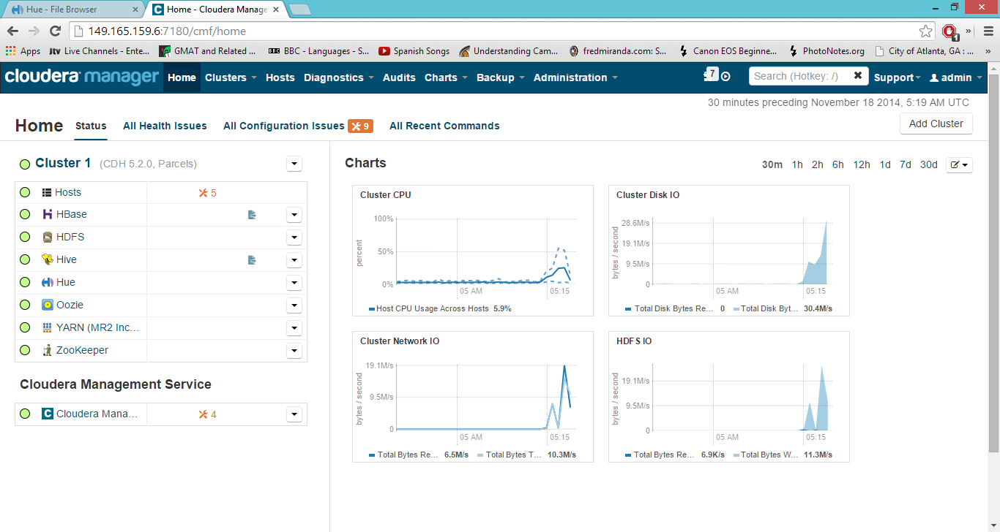 Hue - File Browser
Home - Cloudera Manage
149.165.159.6:7180/cmf/home
1
Apps Jtv Live Channels - Ente... GMAT and Related ... BBC BBC - Languages - S... Spanish Songs Understanding Cam... fredmiranda.com: S... Canon EOS Beginne... PhotoNotes.org City of Atlanta, GA : ...
cloudera manager Home Clusters Hosts Diagnostics Audits Charts Backup Administration 7 Search (Hotkey: /) Support admin
30 minutes preceding November 18 2014, 5:19 AM UTC
Home Status All Health Issues All Configuration Issues 9 All Recent Commands Add Cluster
Cluster 1 (CDH 5.2.0, Parcels)
Hosts 5
HBase
HDFS
Hive
Hue
Oozie
YARN (MR2 Inc...
ZooKeeper
Cloudera Management Service
Cloudera Mana... 4
Charts 30m 1h 2h 6h 12h 1d 7d 30d
Cluster CPU
percent
100%
50%
0%
05 AM 05:15
Host CPU Usage Across Hosts 5.9%
Cluster Disk IO
bytes / second
28.6M/s
19.1M/s
9.5M/s
0
05 AM 05:15
Total Disk Bytes Re... 0 Total Disk Byt... 30.4M/s
Cluster Network IO
bytes / second
19.1M/s
9.5M/s
0
05 AM 05:15
Total Bytes Re... 6.5M/s Total Bytes T... 10.3M/s
HDFS IO
bytes / second
19.1M/s
9.5M/s
0
05 AM 05:15
Total Bytes Re... 6.9K/s Total Bytes W... 11.3M/s